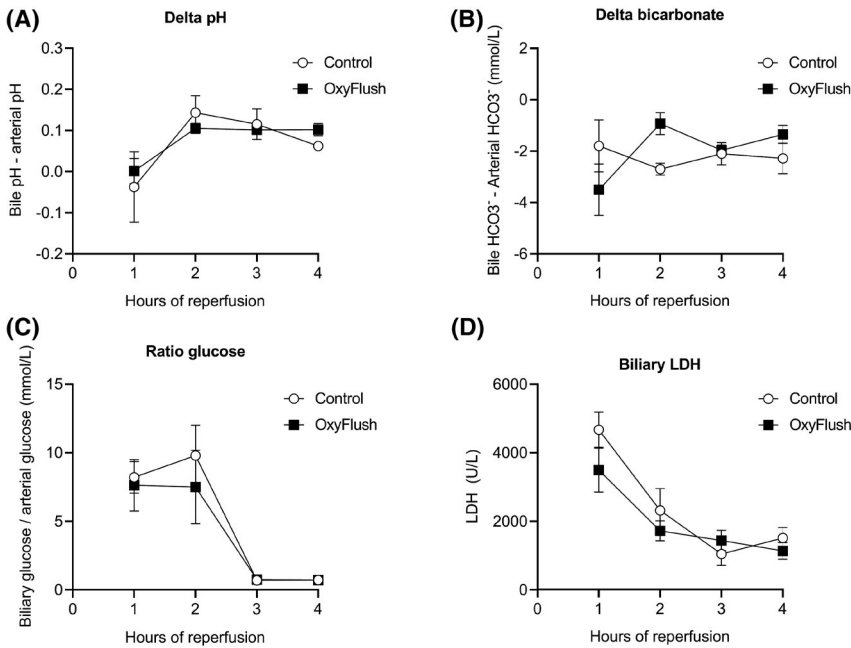 (A)
Delta pH
Control
OxyFlush
Bile pH - arterial pH
0.3
0.2
0.1
0.0
-0.1
-0.2
0
1
2
3
4
Hours of reperfusion
(B)
Delta bicarbonate
Control
OxyFlush
Bile HCO3⁻ - Arterial HCO3⁻ (mmol/L)
2
0
-2
-4
-6
0
1
2
3
4
Hours of reperfusion
(C)
Ratio glucose
Control
OxyFlush
Biliary glucose / arterial glucose (mmol/L)
15
10
5
0
0
1
2
3
4
Hours of reperfusion
(D)
Biliary LDH
Control
OxyFlush
LDH (U/L)
6000
4000
2000
0
0
1
2
3
4
Hours of reperfusion